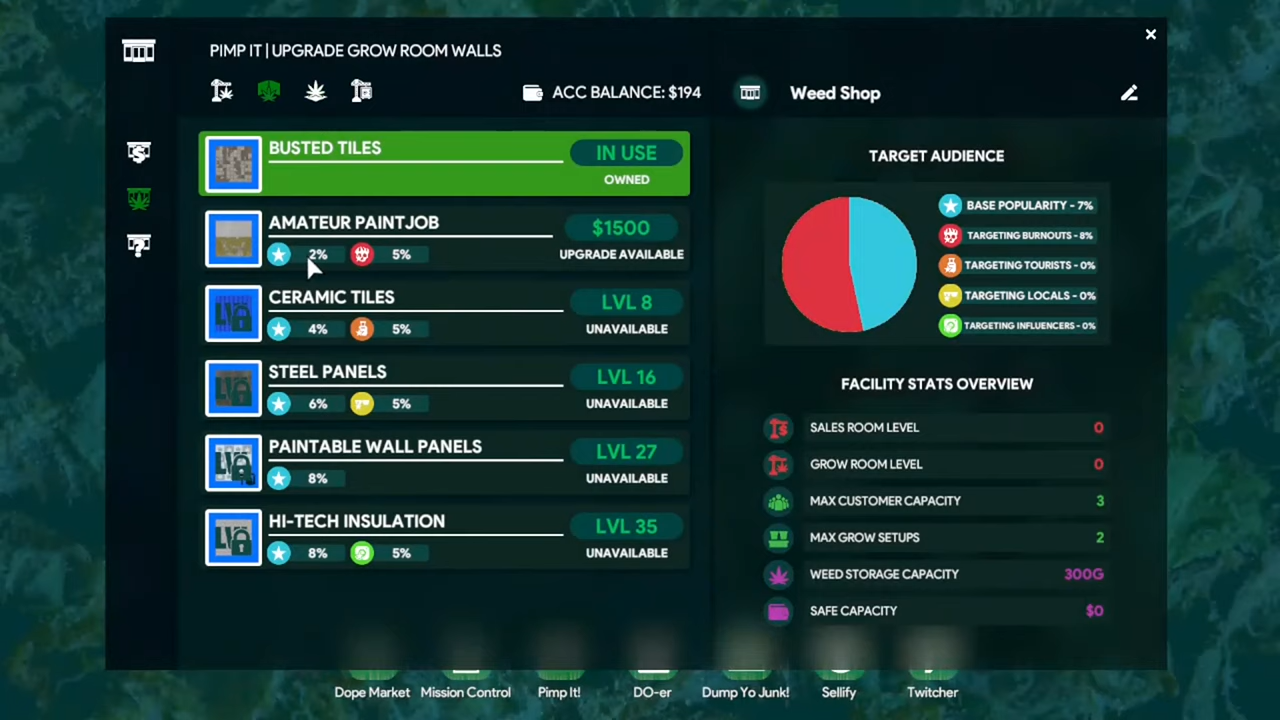 PIMP IT | UPGRADE GROW ROOM WALLS
ACC BALANCE: $194
Weed Shop
BUSTED TILES
IN USE
OWNED
AMATEUR PAINTJOB
2%
5%
$1500
UPGRADE AVAILABLE
CERAMIC TILES
4%
5%
LVL 8
UNAVAILABLE
STEEL PANELS
6%
5%
LVL 16
UNAVAILABLE
PAINTABLE WALL PANELS
8%
LVL 27
UNAVAILABLE
HI-TECH INSULATION
8%
5%
LVL 35
UNAVAILABLE
TARGET AUDIENCE
BASE POPULARITY - 7%
TARGETING BURNOUTS - 8%
TARGETING TOURISTS - 0%
TARGETING LOCALS - 0%
TARGETING INFLUENCERS - 0%
FACILITY STATS OVERVIEW
SALES ROOM LEVEL 0
GROW ROOM LEVEL 0
MAX CUSTOMER CAPACITY 3
MAX GROW SETUPS 2
WEED STORAGE CAPACITY 300G
SAFE CAPACITY $0
Dope Market Mission Control Pimp It! DO-er Dump Yo Junk! Sellify Twitcher